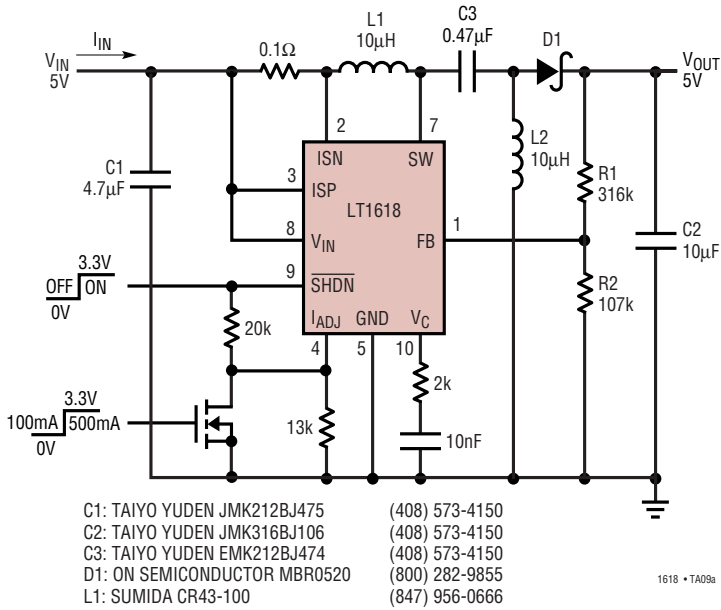 L1
10µH
C3
0.47µF
D1
0.1Ω
IIN
VIN
5V
VOUT
5V
2
7
ISN
SW
3
ISP
LT1618
8
VIN
FB
1
9
SHDN
IADJ
GND
VC
4
5
10
C1
4.7µF
L2
10µH
R1
316k
C2
10µF
R2
107k
3.3V
OFF
ON
0V
20k
2k
3.3V
100mA
500mA
0V
13k
10nF
C1: TAIYO YUDEN JMK212BJ475 (408) 573-4150
C2: TAIYO YUDEN JMK316BJ106 (408) 573-4150
C3: TAIYO YUDEN EMK212BJ474 (408) 573-4150
D1: ON SEMICONDUCTOR MBR0520 (800) 282-9855
L1: SUMIDA CR43-100 (847) 956-0666
1618 • TA09a